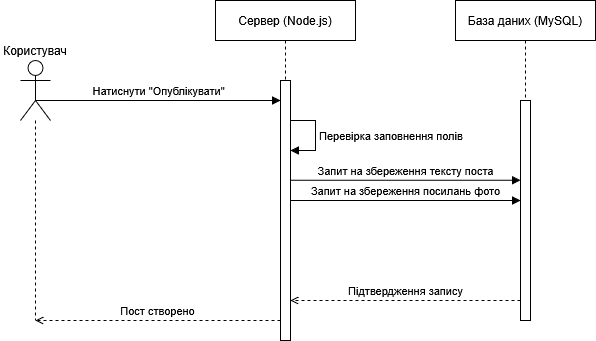 Сервер (Node.js)
База даних (MySQL)
Користувач
Натиснути "Опублікувати"
Перевірка заповнення полів
Запит на збереження тексту поста
Запит на збереження посилань фото
Підтвердження запису
Пост створено